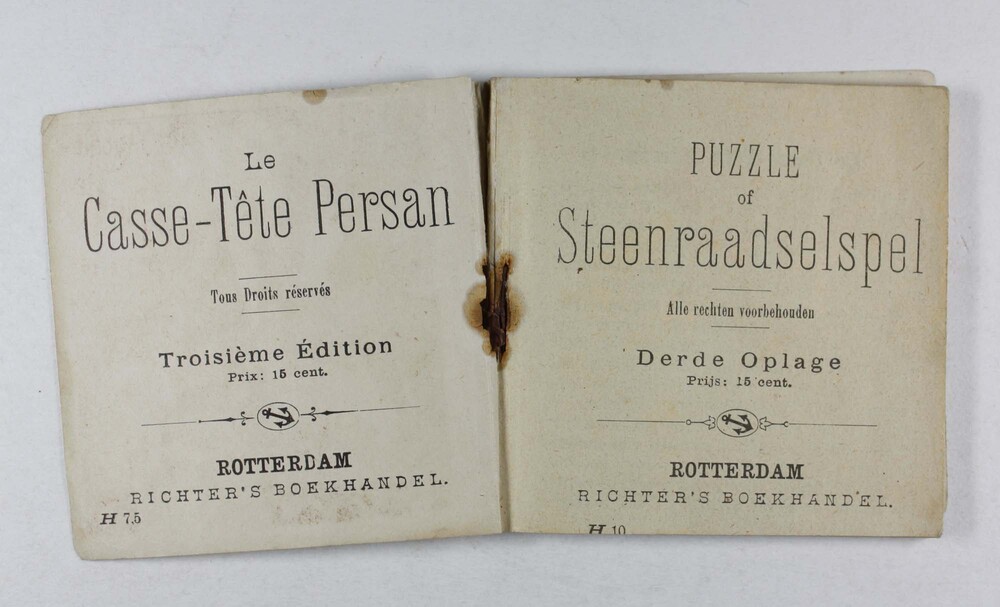 Le
Casse-Tête Persan
Tous Droits réservés
Troisième Édition
Prix: 15 cent.
ROTTERDAM
RICHTER'S BOEKHANDEL.
H 7,5
PUZZLE
of
Steenraadselspel
Alle rechten voorbehouden
Derde Oplage
Prijs: 15 cent.
ROTTERDAM
RICHTER'S BOEKHANDEL.
H 10